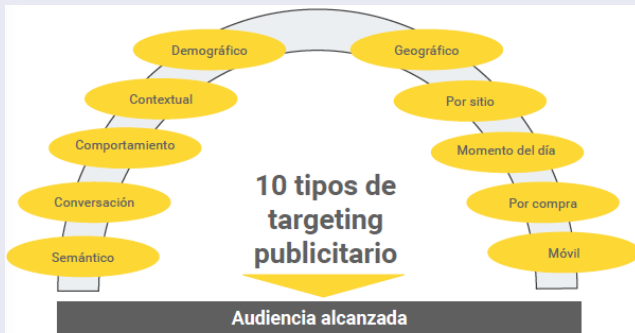 Demográfico
Geográfico
Contextual
Por sitio
Comportamiento
Momento del día
Conversación
Por compra
Semántico
Móvil
10 tipos de
targeting
publicitario
Audiencia alcanzada